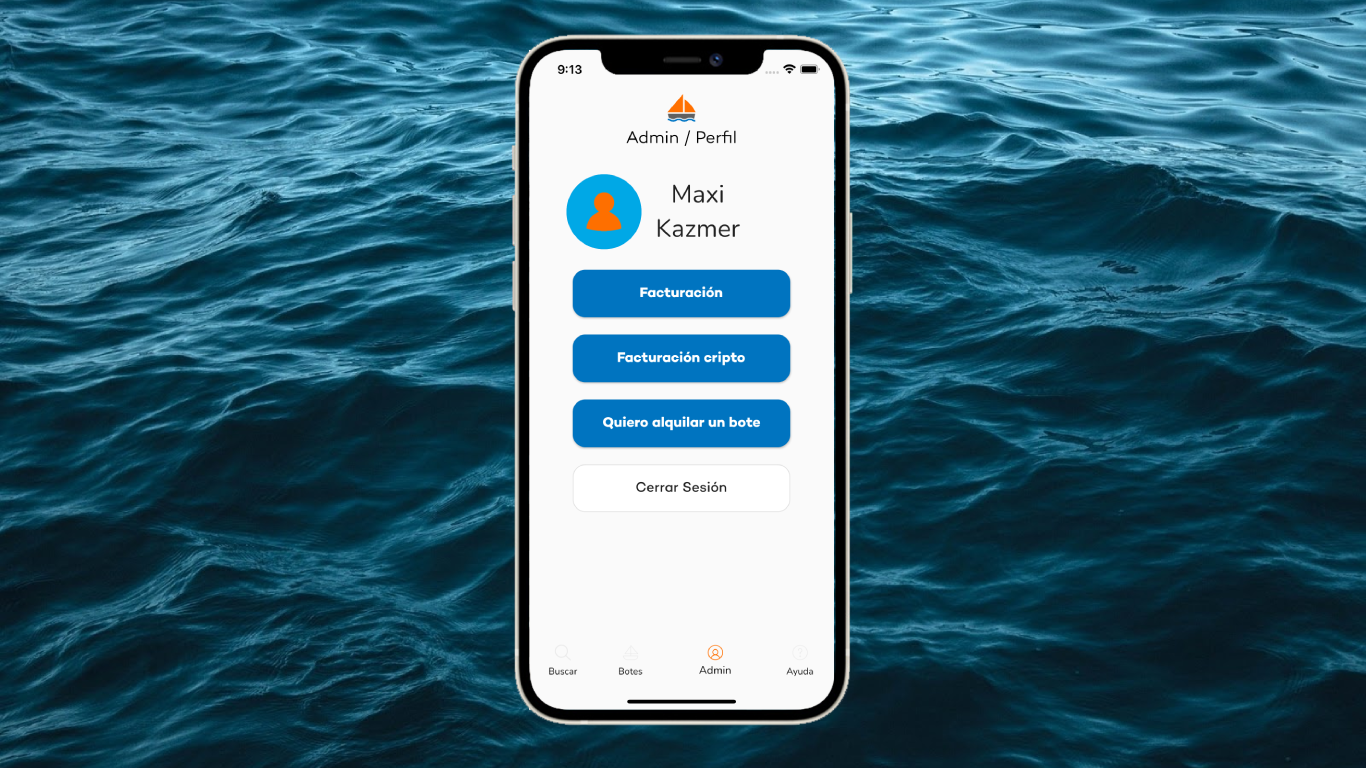 9:13
Admin / Perfil
Maxi
Kazmer
Facturación
Facturación cripto
Quiero alquilar un bote
Cerrar Sesión
Buscar
Botes
Admin
Ayuda